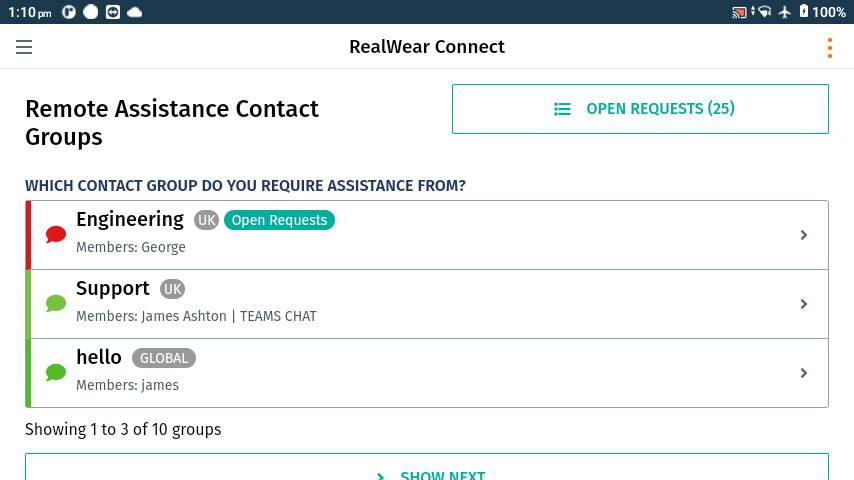 1:10 pm 100%
RealWear Connect
Remote Assistance Contact
Groups
OPEN REQUESTS (25)
WHICH CONTACT GROUP DO YOU REQUIRE ASSISTANCE FROM?
Engineering UK Open Requests
Members: George
Support UK
Members: James Ashton | TEAMS CHAT
hello GLOBAL
Members: james
Showing 1 to 3 of 10 groups
SHOW NEXT